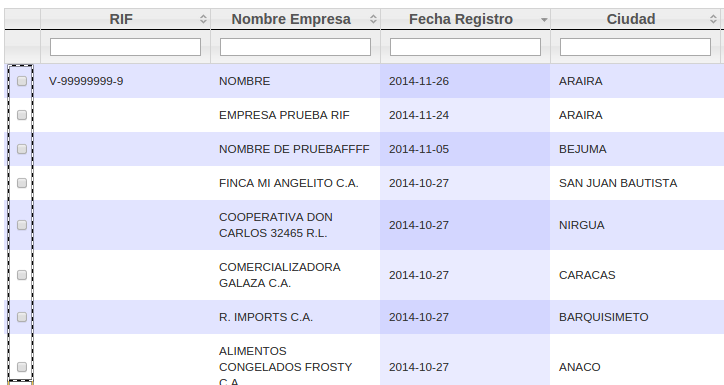 RIF Nombre Empresa Fecha Registro Ciudad
V-99999999-9 NOMBRE 2014-11-26 ARAIRA
EMPRESA PRUEBA RIF 2014-11-24 ARAIRA
NOMBRE DE PRUEBAFFFF 2014-11-05 BEJUMA
FINCA MI ANGELITO C.A. 2014-10-27 SAN JUAN BAUTISTA
COOPERATIVA DON
CARLOS 32465 R.L. 2014-10-27 NIRGUA
COMERCIALIZADORA
GALAZA C.A. 2014-10-27 CARACAS
R. IMPORTS C.A. 2014-10-27 BARQUISIMETO
ALIMENTOS
CONGELADOS FROSTY 2014-10-27 ANACO
C.A.